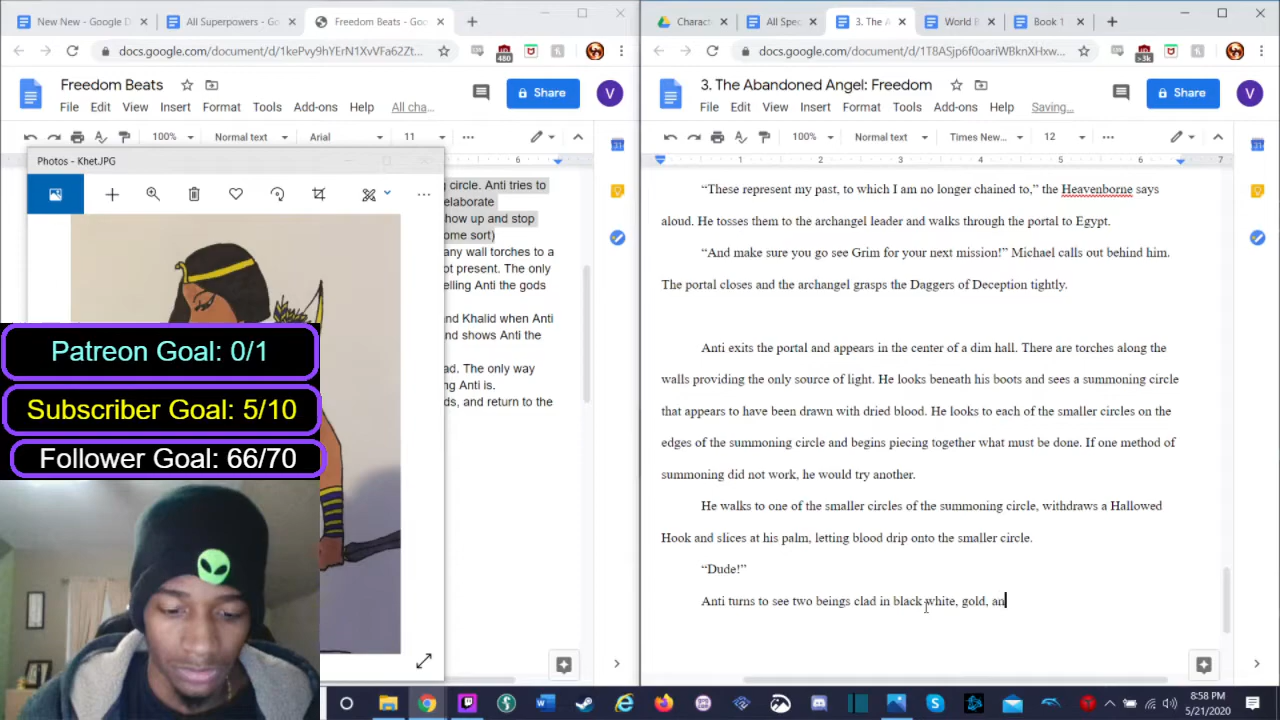 New New - Google D
All Superpowers - Go
Freedom Beats - Goo
docs.google.com/document/d/1kePvy9hYErN1XvVFa62Zt...
480
Freedom Beats
File Edit View Insert Format Tools Add-ons Help All cha...
Share
V
100%
Normal text
Arial
11
6
Photos - Khet.JPG
g circle. Anti tries to
elaborate
how up and stop
ome sort)
any wall torches to a
ot present. The only
elling Anti the gods
and Khalid when Anti
nd shows Anti the
ad. The only way
ng Anti is.
ds, and return to the
Patreon Goal: 0/1
Subscriber Goal: 5/10
Follower Goal: 66/70
Charact
All Spec
3. The A
World B
Book 1
docs.google.com/document/d/1T8ASjp6f0oariWBknXHxw...
>3k
3. The Abandoned Angel: Freedom
File Edit View Insert Format Tools Add-ons Help Saving...
Share
V
100%
Normal text
Times New...
12
1 2 3 4 5 6 7
“These represent my past, to which I am no longer chained to,” the Heavenborne says
aloud. He tosses them to the archangel leader and walks through the portal to Egypt.
“And make sure you go see Grim for your next mission!” Michael calls out behind him.
The portal closes and the archangel grasps the Daggers of Deception tightly.
Anti exits the portal and appears in the center of a dim hall. There are torches along the
walls providing the only source of light. He looks beneath his boots and sees a summoning circle
that appears to have been drawn with dried blood. He looks to each of the smaller circles on the
edges of the summoning circle and begins piecing together what must be done. If one method of
summoning did not work, he would try another.
He walks to one of the smaller circles of the summoning circle, withdraws a Hallowed
Hook and slices at his palm, letting blood drip onto the smaller circle.
“Dude!”
Anti turns to see two beings clad in black white, gold, an
8:58 PM
5/21/2020